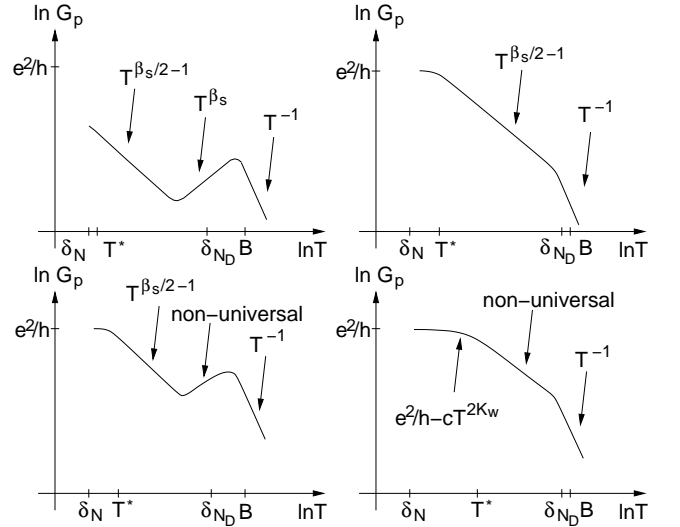 ln G_p
e²/h
T^{β_s/2−1}
T^{β_s}
T^{−1}
δ_N T* δ_{N_D} B lnT
ln G_p
e²/h
T^{β_s/2−1}
T^{−1}
δ_N T* δ_{N_D} B lnT
ln G_p
e²/h
T^{β_s/2−1}
non−universal
T^{−1}
δ_N T* δ_{N_D} B lnT
ln G_p
e²/h
non−universal
T^{−1}
e²/h−cT^{2K_w}
δ_N T* δ_{N_D} B lnT